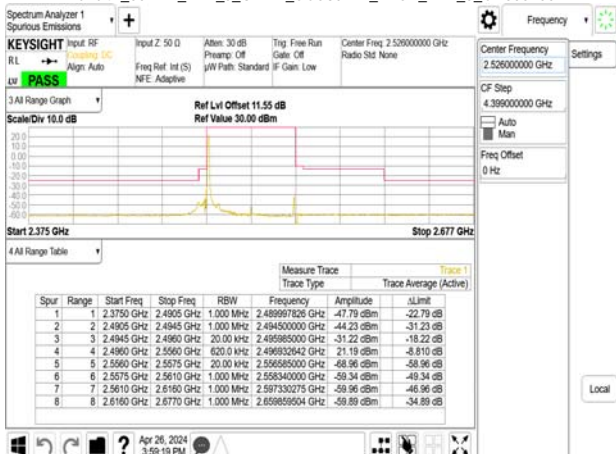 Spectrum Analyzer 1
Spurious Emissions
Frequency
KEYSIGHT Input: RF Input Z: 50 Ω Atten: 30 dB Trig: Free Run Center Freq: 2.526000000 GHz
RL Coupling: DC Preamp: Off Gate: Off Radio Std: None
Align: Auto Freq Ref: Int (S) µW Path: Standard IF Gain: Low
LV PASS NFE: Adaptive
Center Frequency
2.526000000 GHz
Settings
CF Step
4.399000000 GHz
Auto
Man
Freq Offset
0 Hz
3 All Range Graph
Ref Lvl Offset 11.55 dB
Scale/Div 10.0 dB Ref Value 30.00 dBm
20.0
10.0
0.00
-10.0
-20.0
-30.0
-40.0
-50.0
-60.0
Start 2.375 GHz Stop 2.677 GHz
4 All Range Table
Measure Trace Trace 1
Trace Type Trace Average (Active)
Spur Range Start Freq Stop Freq RBW Frequency Amplitude ΔLimit
1 1 2.3750 GHz 2.4905 GHz 1.000 MHz 2.489997826 GHz -47.79 dBm -22.79 dB
2 2 2.4905 GHz 2.4945 GHz 1.000 MHz 2.494500000 GHz -44.23 dBm -31.23 dB
3 3 2.4945 GHz 2.4960 GHz 20.00 kHz 2.495985000 GHz -31.22 dBm -18.22 dB
4 4 2.4960 GHz 2.5560 GHz 620.0 kHz 2.496932642 GHz 21.19 dBm -8.810 dB
5 5 2.5560 GHz 2.5575 GHz 20.00 kHz 2.556585000 GHz -68.96 dBm -58.96 dB
6 6 2.5575 GHz 2.5610 GHz 1.000 MHz 2.558340000 GHz -59.34 dBm -49.34 dB
7 7 2.5610 GHz 2.6160 GHz 1.000 MHz 2.597330275 GHz -59.96 dBm -46.96 dB
8 8 2.6160 GHz 2.6770 GHz 1.000 MHz 2.659859504 GHz -59.89 dBm -34.89 dB
Local
Apr 26, 2024
3:59:19 PM